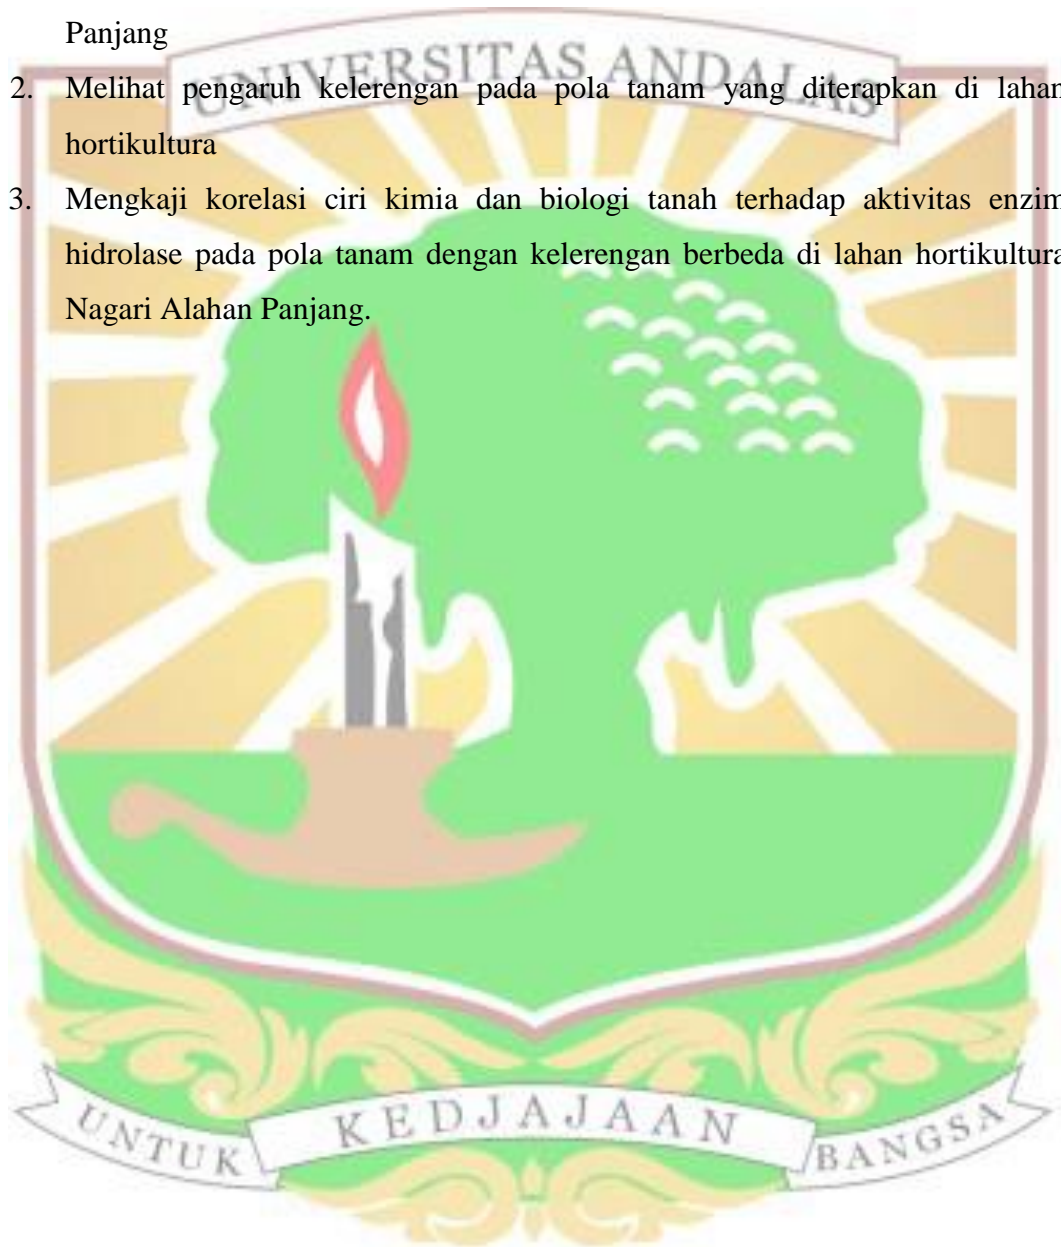 Panjang
UNIVERSITAS ANDALAS
2. Melihat pengaruh kelerengan pada pola tanam yang diterapkan di lahan
hortikultura
3. Mengkaji korelasi ciri kimia dan biologi tanah terhadap aktivitas enzim
hidrolase pada pola tanam dengan kelerengan berbeda di lahan hortikultura
Nagari Alahan Panjang.
UNTUK KEDJAJAAN BANGSA